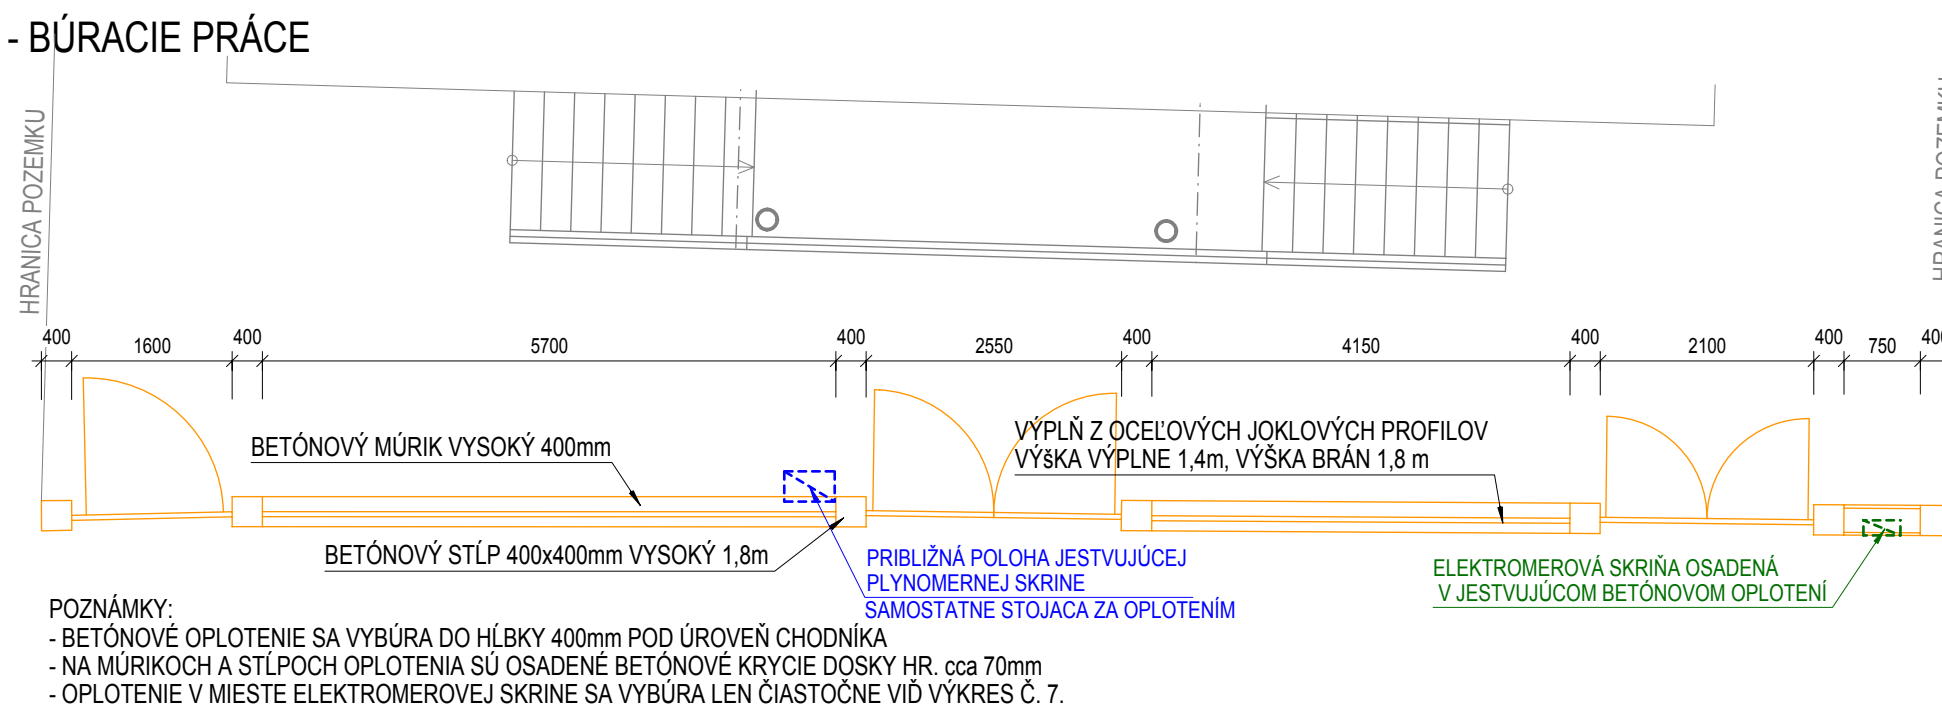 - BÚRACIE PRÁCE
HRANICA POZEMKU
HRANICA POZEMKU
400 1600 400 5700 400 2550 400 4150 400 2100 400 750 400
BETÓNOVÝ MÚRIK VYSOKÝ 400mm
VÝPLŇ Z OCEĽOVÝCH JOKLOVÝCH PROFILOV
VÝšKA VÝPLNE 1,4m, VÝŠKA BRÁN 1,8 m
BETÓNOVÝ STĹP 400x400mm VYSOKÝ 1,8m
PRIBLIŽNÁ POLOHA JESTVUJÚCEJ
PLYNOMERNEJ SKRINE
SAMOSTATNE STOJACA ZA OPLOTENÍM
ELEKTROMEROVÁ SKRIŇA OSADENÁ
V JESTVUJÚCOM BETÓNOVOM OPLOTENÍ
POZNÁMKY:
- BETÓNOVÉ OPLOTENIE SA VYBÚRA DO HĹBKY 400mm POD ÚROVEŇ CHODNÍKA
- NA MÚRIKOCH A STĹPOCH OPLOTENIA SÚ OSADENÉ BETÓNOVÉ KRYCIE DOSKY HR. cca 70mm
- OPLOTENIE V MIESTE ELEKTROMEROVEJ SKRINE SA VYBÚRA LEN ČIASTOČNE VIĎ VÝKRES Č. 7.